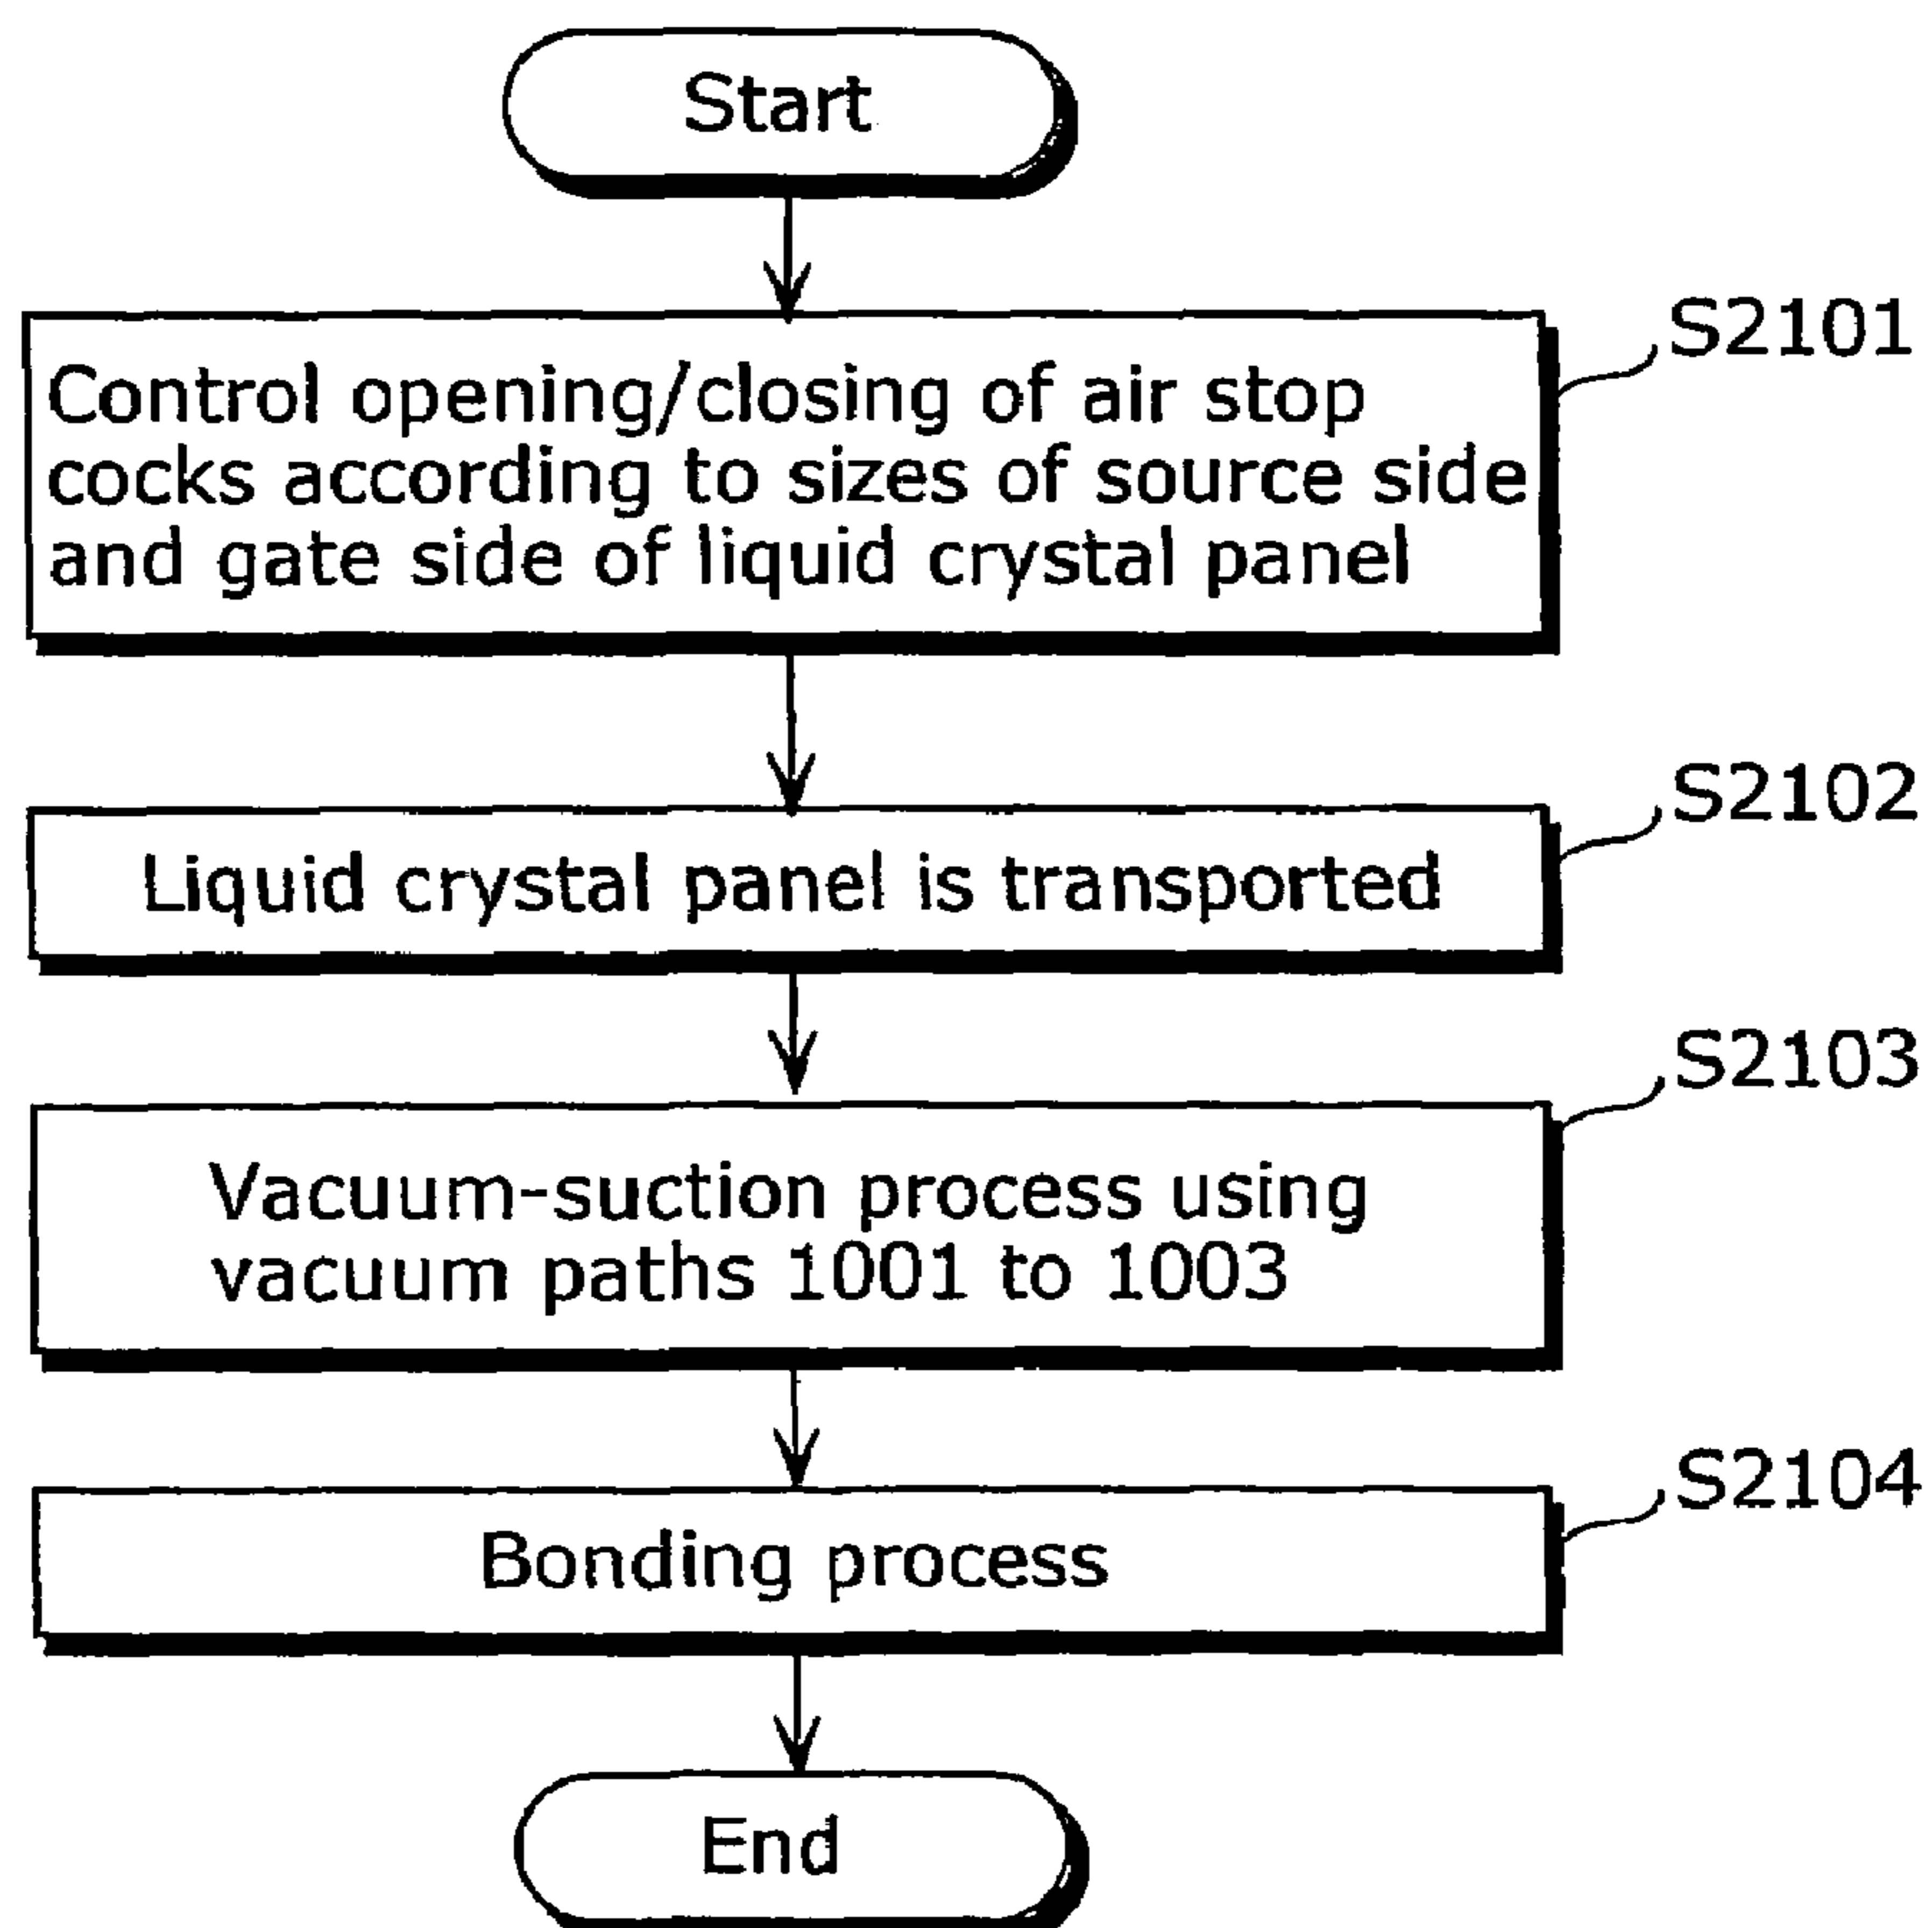 Start
S2101
Control opening/closing of air stop
cocks according to sizes of source side
and gate side of liquid crystal panel
S2102
Liquid crystal panel is transported
S2103
Vacuum-suction process using
vacuum paths 1001 to 1003
S2104
Bonding process
End